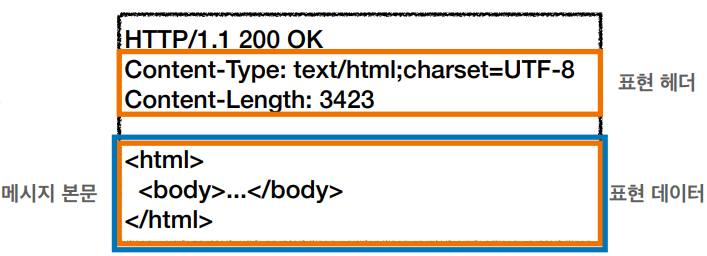 HTTP/1.1 200 OK
Content-Type: text/html;charset=UTF-8
Content-Length: 3423
표현 헤더
<html>
<body>...</body>
</html>
메시지 본문
표현 데이터